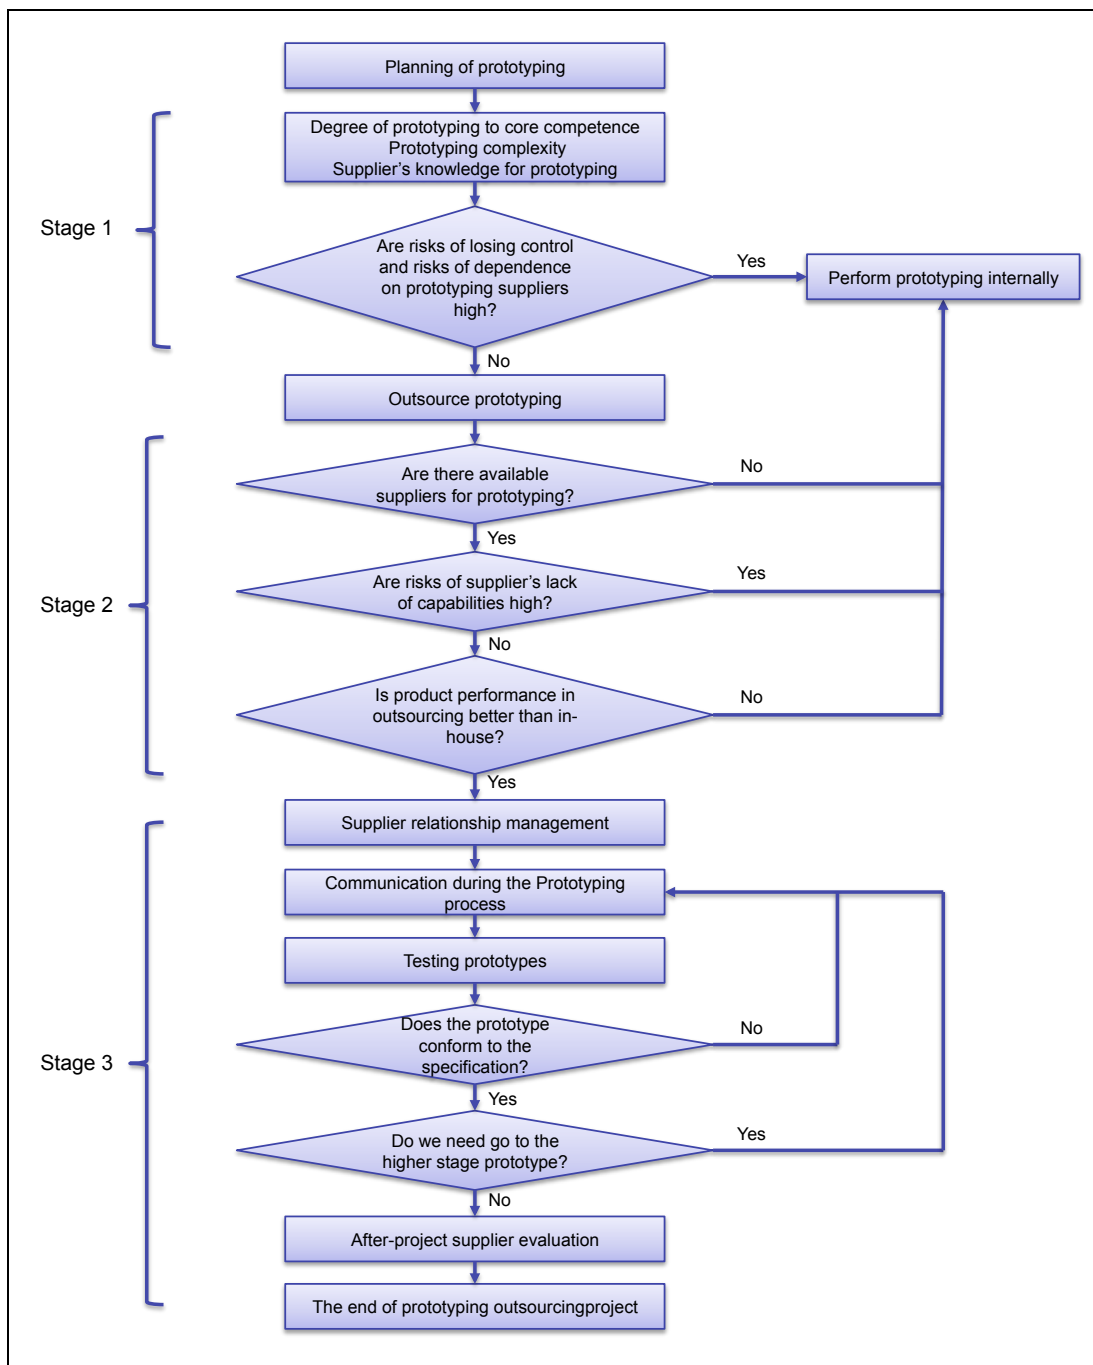 Planning of prototyping
Degree of prototyping to core competence
Prototyping complexity
Supplier's knowledge for prototyping
Stage 1
Are risks of losing control
and risks of dependence
on prototyping suppliers
high?
Yes
Perform prototyping internally
No
Outsource prototyping
Are there available
suppliers for prototyping?
No
Yes
Stage 2
Are risks of supplier's lack
of capabilities high?
Yes
No
Is product performance in
outsourcing better than in-
house?
No
Yes
Supplier relationship management
Communication during the Prototyping
process
Testing prototypes
Stage 3
Does the prototype
conform to the
specification?
No
Yes
Do we need go to the
higher stage prototype?
Yes
No
After-project supplier evaluation
The end of prototyping outsourcingproject